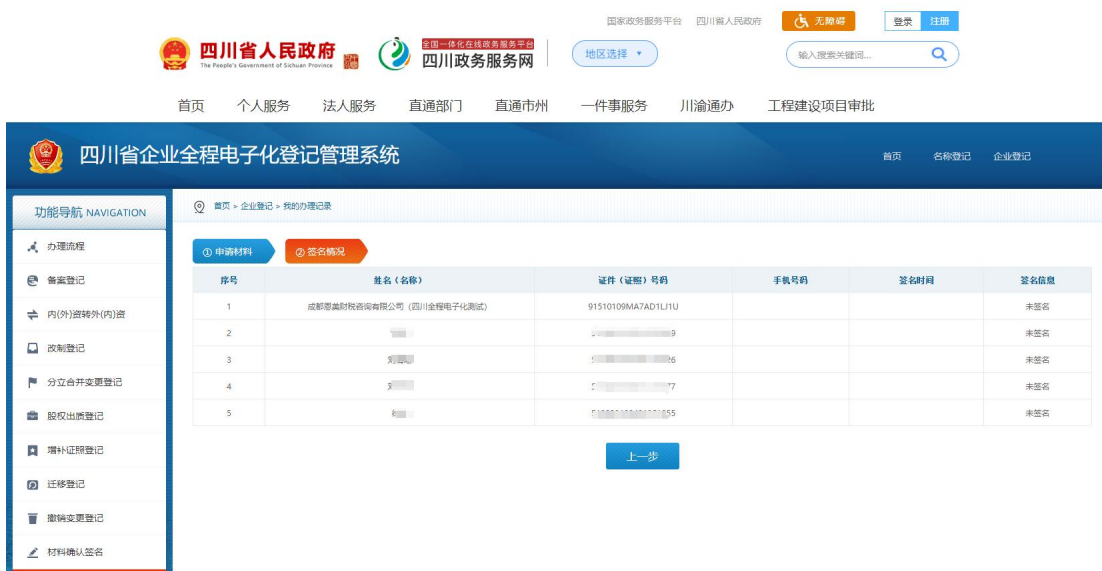 国家政务服务平台 四川省人民政府 无障碍 登录 注册
四川省人民政府
The People's Government of Sichuan Province
全国一体化在线政务服务平台
四川政务服务网
地区选择
输入搜索关键词...
首页 个人服务 法人服务 直通部门 直通市州 一件事服务 川渝通办 工程建设项目审批
四川省企业全程电子化登记管理系统
首页 名称登记 企业登记
功能导航 NAVIGATION
办理流程
备案登记
内(外)资转外(内)资
改制登记
分立合并变更登记
股权出质登记
增补证照登记
迁移登记
撤销变更登记
材料确认签名
首页 > 企业登记 > 我的办理记录
① 申请材料 ② 签名情况
序号 姓名（名称） 证件（证照）号码 手机号码 签名时间 签名信息
1 成都恩美财税咨询有限公司（四川全程电子化测试） 91510109MA7AD1LJ1U 未签名
2 未签名
3 未签名
4 未签名
5 未签名
上一步